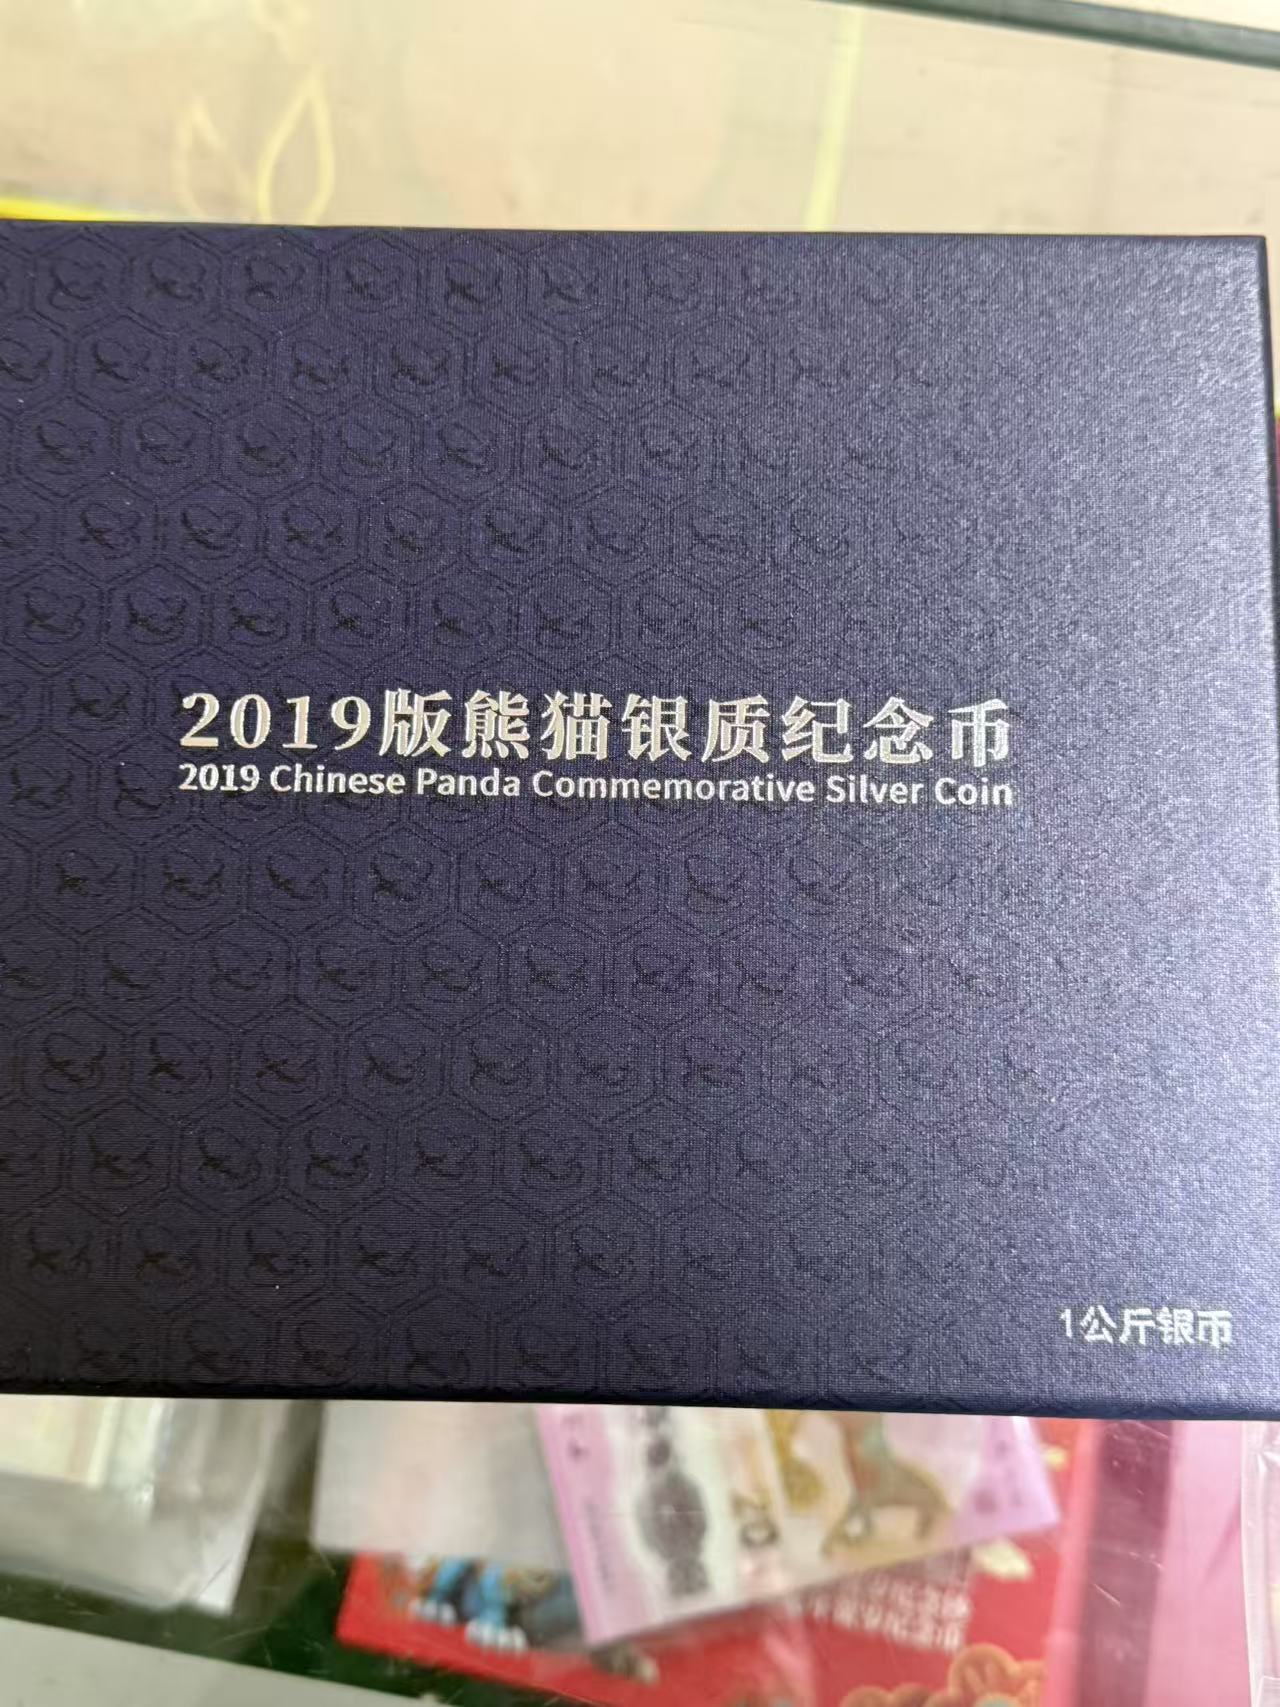 2019版熊猫银质纪念币
2019 Chinese Panda Commemorative Silver Coin
1公斤银币